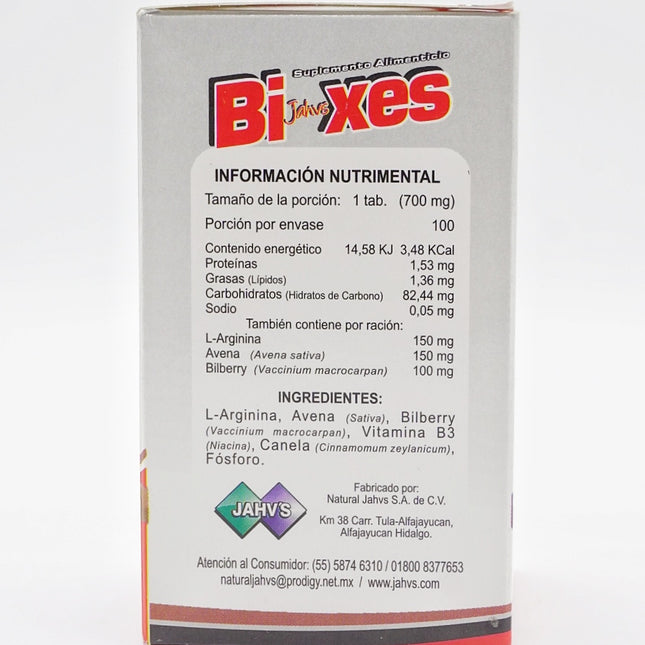 Suplemento Alimenticio
Bi Jahvs xes
INFORMACIÓN NUTRIMENTAL
Tamaño de la porción: 1 tab. (700 mg)
Porción por envase 100
Contenido energético 14,58 KJ 3,48 KCal
Proteínas 1,53 mg
Grasas (Lípidos) 1,36 mg
Carbohidratos (Hidratos de Carbono) 82,44 mg
Sodio 0,05 mg
También contiene por ración:
L-Arginina 150 mg
Avena (Avena sativa) 150 mg
Bilberry (Vaccinium macrocarpan) 100 mg
INGREDIENTES:
L-Arginina, Avena (Sativa), Bilberry
(Vaccinium macrocarpan), Vitamina B3
(Niacina), Canela (Cinnamomum zeylanicum),
Fósforo.
JAHV'S
Fabricado por:
Natural Jahvs S.A. de C.V.
Km 38 Carr. Tula-Alfajayucan,
Alfajayucan Hidalgo.
Atención al Consumidor: (55) 5874 6310 / 01800 8377653
naturaljahvs@prodigy.net.mx / www.jahvs.com